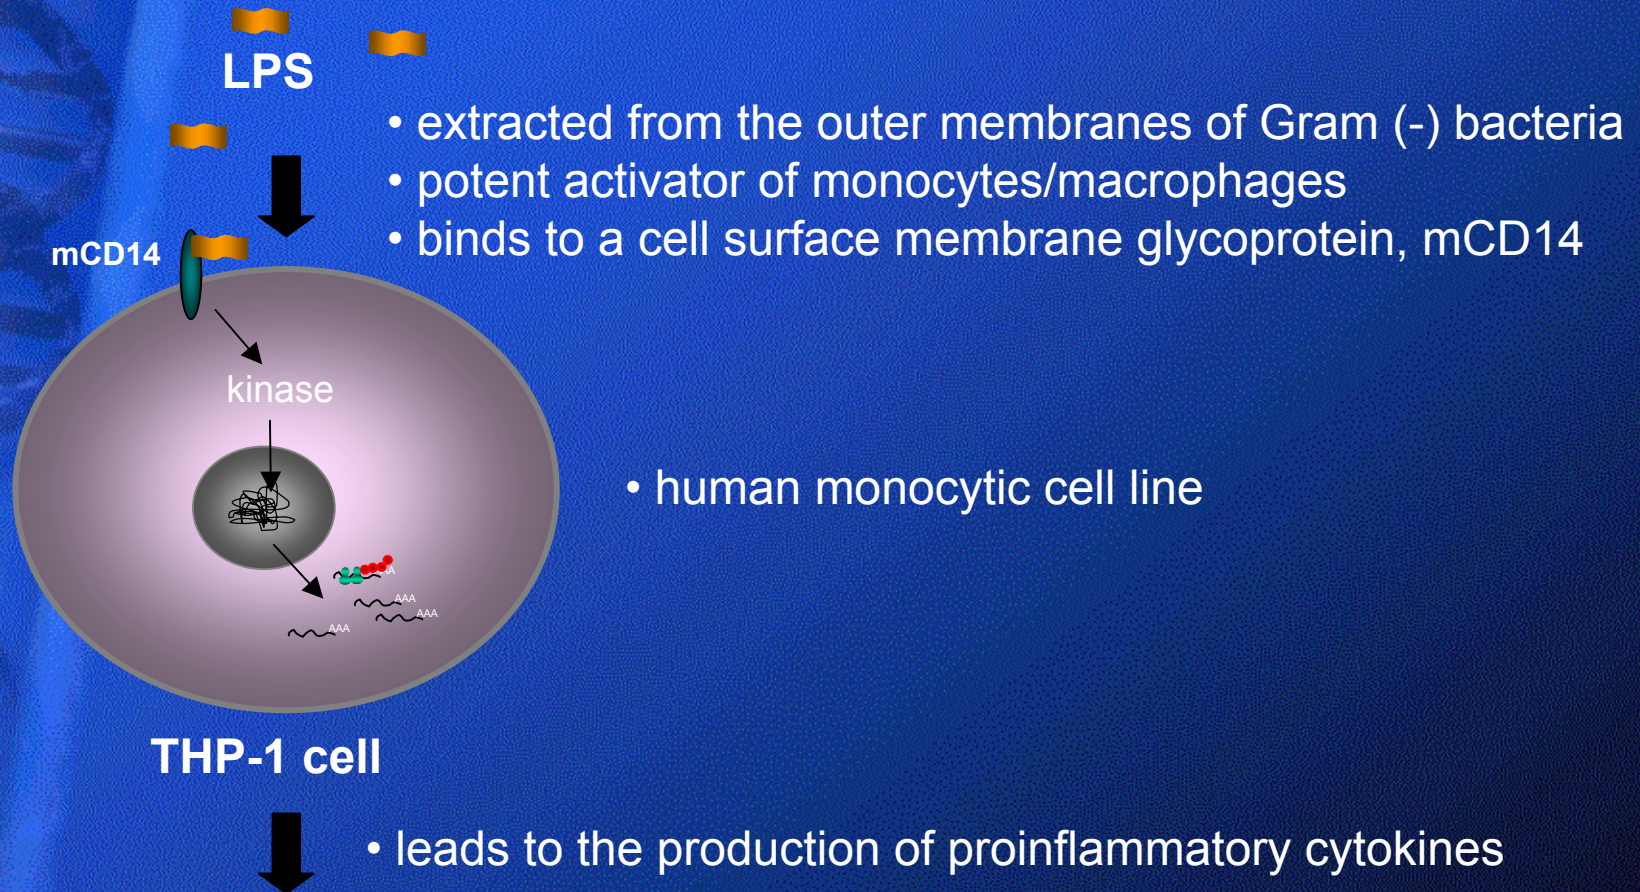 LPS
• extracted from the outer membranes of Gram (-) bacteria
• potent activator of monocytes/macrophages
• binds to a cell surface membrane glycoprotein, mCD14
mCD14
kinase
• human monocytic cell line
AA
AAA
AAA
AAA
THP-1 cell
• leads to the production of proinflammatory cytokines